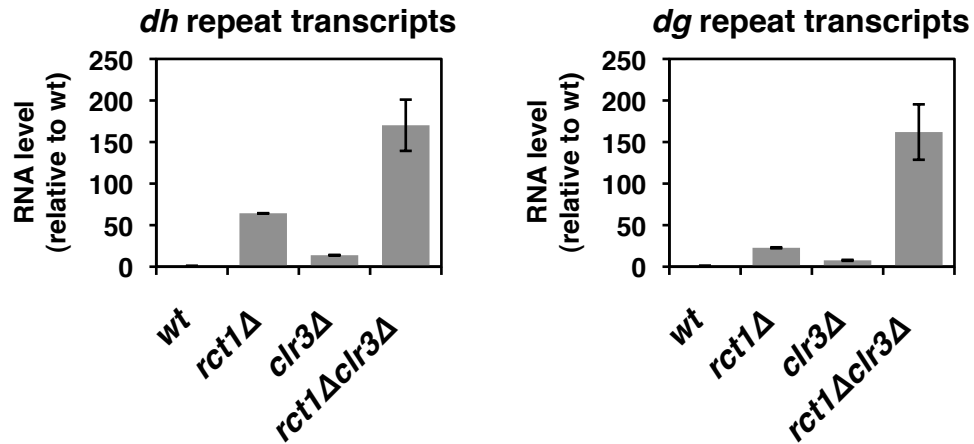 dh repeat transcripts
RNA level
(relative to wt)
250
200
150
100
50
0
wt
rct1Δ
clr3Δ
rct1Δclr3Δ
dg repeat transcripts
RNA level
(relative to wt)
250
200
150
100
50
0
wt
rct1Δ
clr3Δ
rct1Δclr3Δ